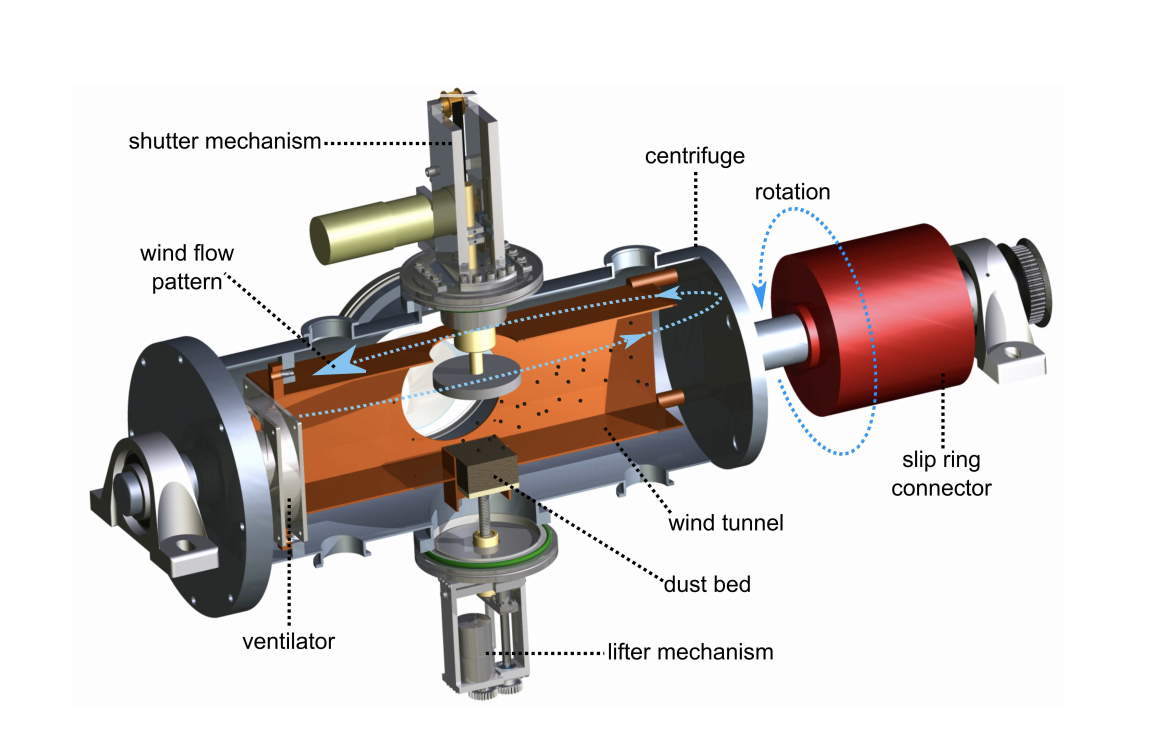 shutter mechanism
centrifuge
rotation
wind flow
pattern
slip ring
connector
wind tunnel
dust bed
ventilator
lifter mechanism